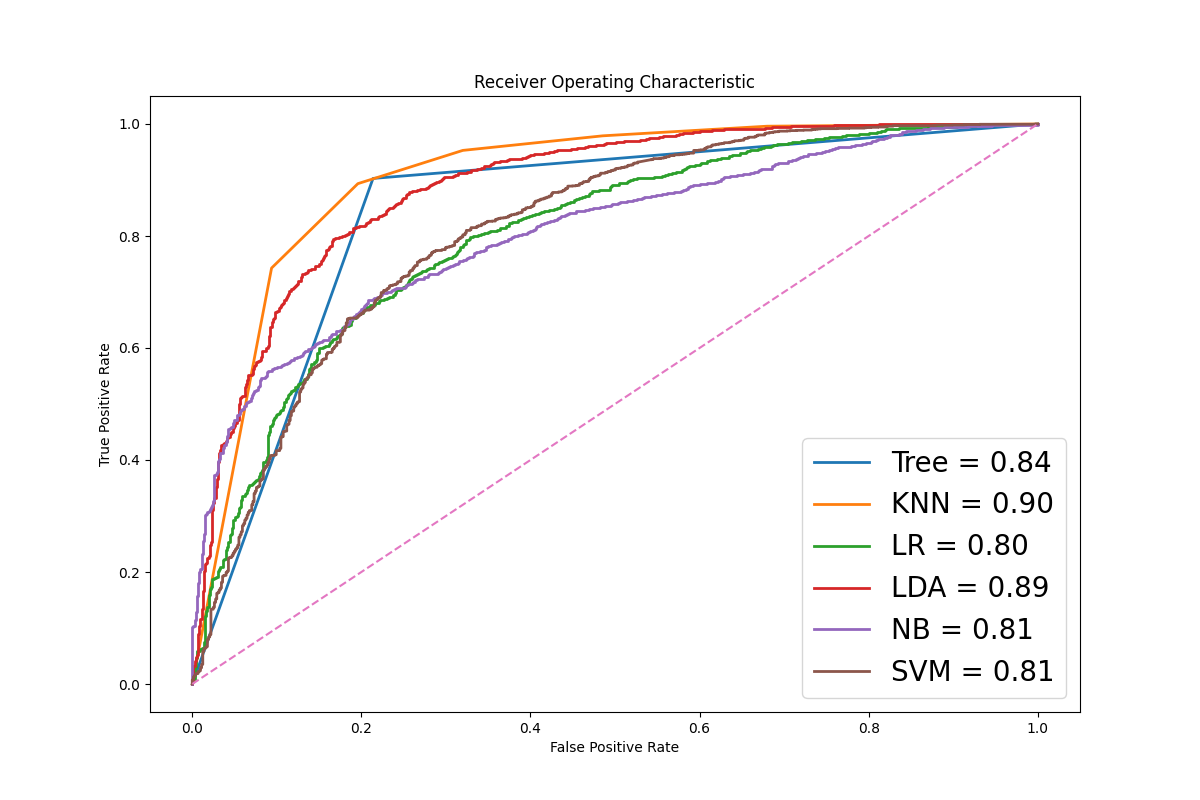 Receiver Operating Characteristic
True Positive Rate
1.0
0.8
0.6
0.4
0.2
0.0
Tree = 0.84
KNN = 0.90
LR = 0.80
LDA = 0.89
NB = 0.81
SVM = 0.81
0.0 0.2 0.4 0.6 0.8 1.0
False Positive Rate